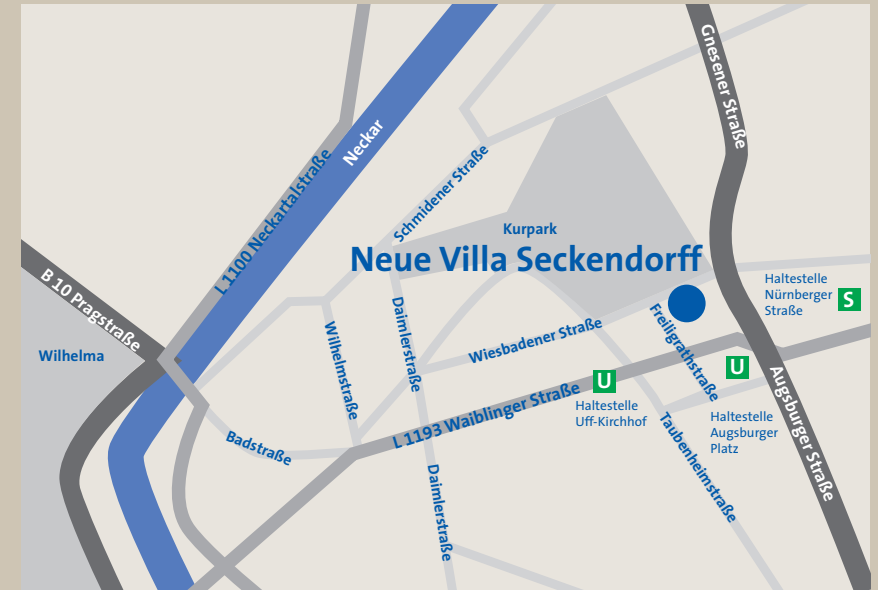 Gnesener Straße
Neckar
L 1100 Neckartalstraße
Schmidener Straße
Kurpark
Neue Villa Seckendorff
B 10 Pragstraße
Haltestelle
Nürnberger
Straße
S
Wilhelma
Wilhelmstraße
Daimlerstraße
Wiesbadener Straße
Freiligrathstraße
U
U
Haltestelle
Uff-Kirchhof
L 1193 Waiblinger Straße
Haltestelle
Augsburger
Platz
Augsburger Straße
Badstraße
Taubenheimstraße
Daimlerstraße